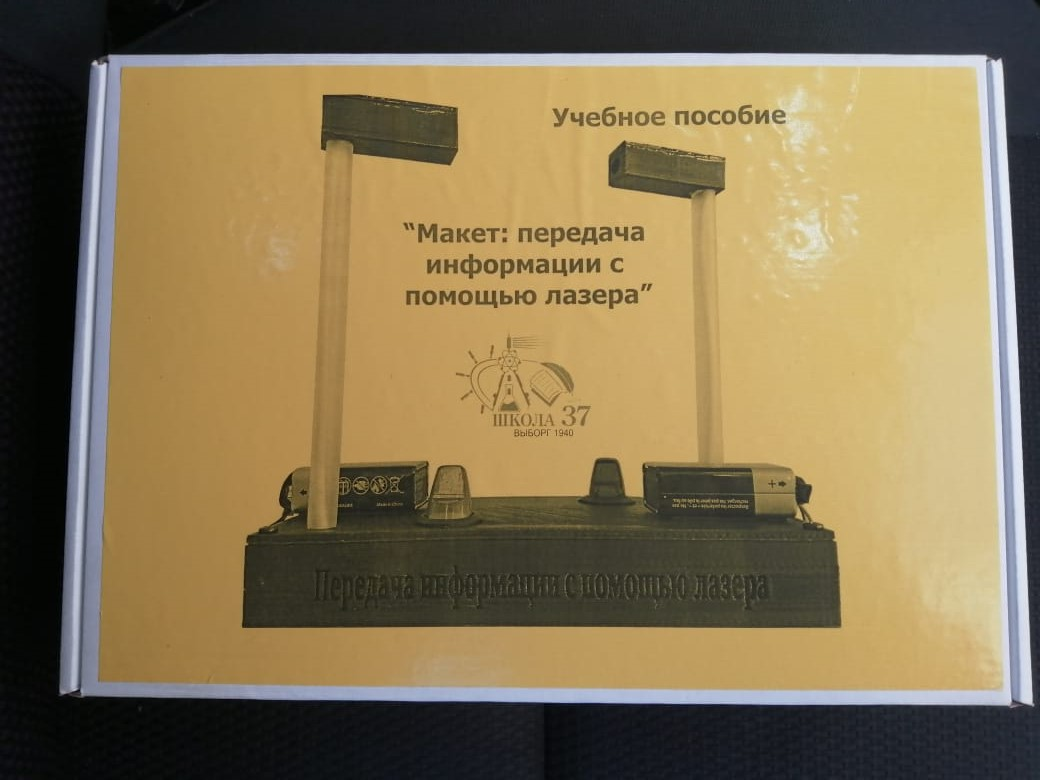 Учебное пособие
“Макет: передача
информации с
помощью лазера”
ШКОЛА 37
ВЫБОРГ 1940
Передача информации с помощью лазера